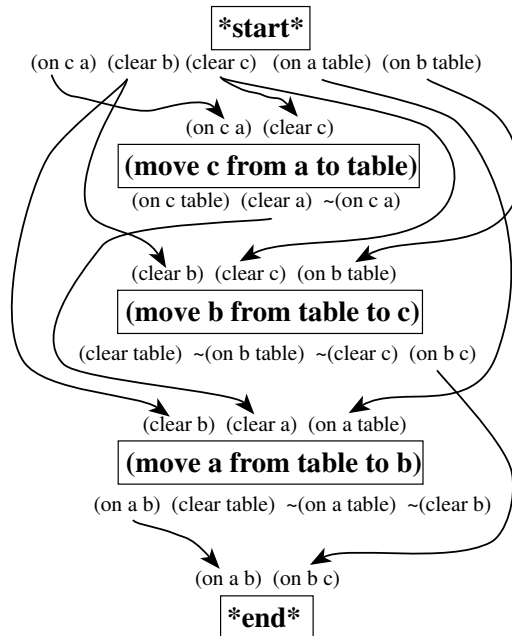 *start*
(on c a) (clear b) (clear c) (on a table) (on b table)
(on c a) (clear c)
(move c from a to table)
(on c table) (clear a) ~(on c a)
(clear b) (clear c) (on b table)
(move b from table to c)
(clear table) ~(on b table) ~(clear c) (on b c)
(clear b) (clear a) (on a table)
(move a from table to b)
(on a b) (clear table) ~(on a table) ~(clear b)
(on a b) (on b c)
*end*